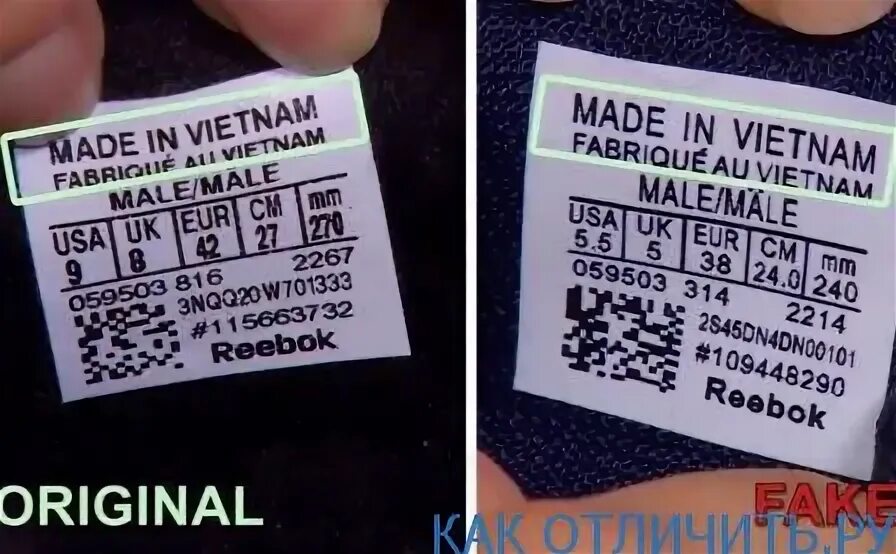 MADE IN VIETNAM
FABRIQUÉ AU VIETNAM
MALE/MALE
USA UK EUR CM mm
9 8 42 27 270
059503 816 2267
3NQQ20W701333
#115663732
Reebok
ORIGINAL
MADE IN VIETNAM
FABRIQUÉ AU VIETNAM
MALE/MÂLE
USA UK EUR CM mm
5.5 5 38 24.0 240
059503 314 2214
2S45DN4DN00101
#109448290
Reebok
FAKE
КАК ОТЛИЧИТЬ.РУ